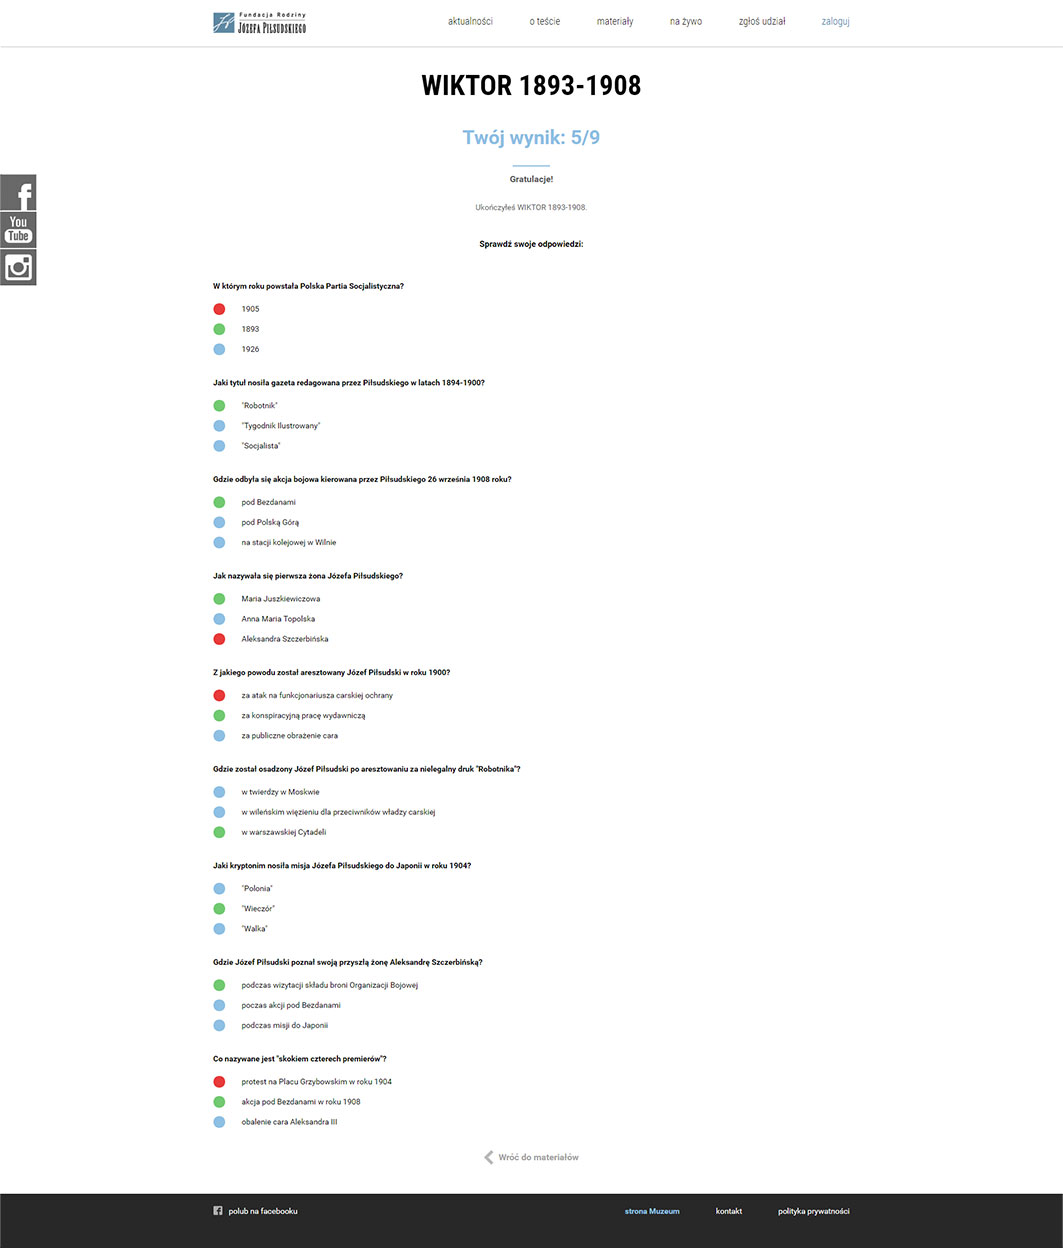 Fundacja Rodziny
JÓZEFA PIŁSUDSKIEGO
aktualności
o teście
materiały
na żywo
zgłoś udział
zaloguj
WIKTOR 1893-1908
Twój wynik: 5/9
Gratulacje!
Ukończyłeś WIKTOR 1893-1908.
Sprawdź swoje odpowiedzi:
You
Tube
W którym roku powstała Polska Partia Socjalistyczna?
1905
1893
1926
Jaki tytuł nosiła gazeta redagowana przez Piłsudskiego w latach 1894-1900?
"Robotnik"
"Tygodnik Ilustrowany"
"Socjalista"
Gdzie odbyła się akcja bojowa kierowana przez Piłsudskiego 26 września 1908 roku?
pod Bezdanami
pod Polską Górą
na stacji kolejowej w Wilnie
Jak nazywała się pierwsza żona Józefa Piłsudskiego?
Maria Juszkiewiczowa
Anna Maria Topolska
Aleksandra Szczerbińska
Z jakiego powodu został aresztowany Józef Piłsudski w roku 1900?
za atak na funkcjonariusza carskiej ochrany
za konspiracyjną pracę wydawniczą
za publiczne obrażenie cara
Gdzie został osadzony Józef Piłsudski po aresztowaniu za nielegalny druk "Robotnika"?
w twierdzy w Moskwie
w wileńskim więzieniu dla przeciwników władzy carskiej
w warszawskiej Cytadeli
Jaki kryptonim nosiła misja Józefa Piłsudskiego do Japonii w roku 1904?
"Polonia"
"Wieczór"
"Walka"
Gdzie Józef Piłsudski poznał swoją przyszłą żonę Aleksandrę Szczerbińską?
podczas wizytacji składu broni Organizacji Bojowej
poczas akcji pod Bezdanami
podczas misji do Japonii
Co nazywane jest "skokiem czterech premierów"?
protest na Placu Grzybowskim w roku 1904
akcja pod Bezdanami w roku 1908
obalenie cara Aleksandra III
Wróć do materiałów
polub na facebooku
strona Muzeum
kontakt
polityka prywatności